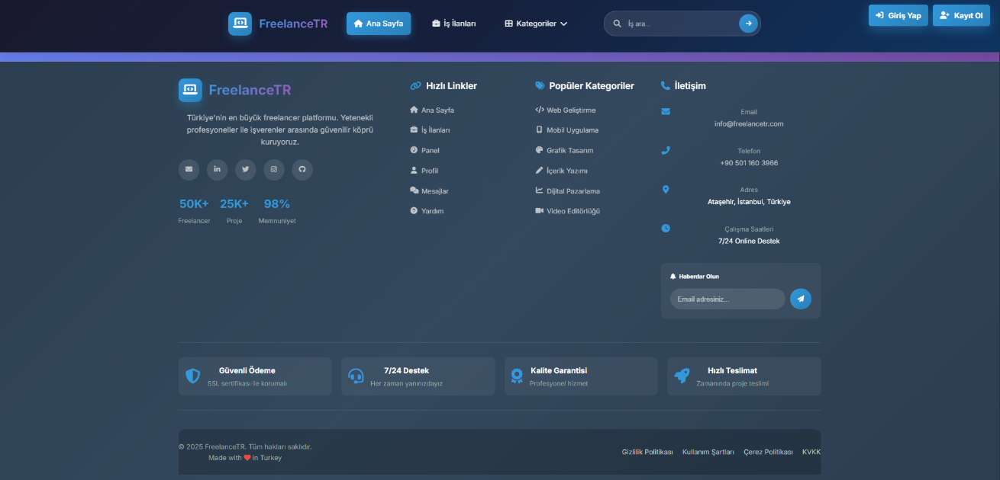 FreelanceTR
Ana Sayfa
İş İlanları
Kategoriler
İş ara...
Giriş Yap
Kayıt Ol
FreelanceTR
Türkiye'nin en büyük freelancer platformu. Yetenekli
profesyoneller ile işverenler arasında güvenilir köprü
kuruyoruz.
50K+
Freelancer
25K+
Proje
98%
Memnuniyet
Hızlı Linkler
Ana Sayfa
İş İlanları
Panel
Profil
Mesajlar
Yardım
Popüler Kategoriler
Web Geliştirme
Mobil Uygulama
Grafik Tasarım
İçerik Yazımı
Dijital Pazarlama
Video Editörlüğü
İletişim
Email
info@freelancetr.com
Telefon
+90 501 160 3966
Adres
Ataşehir, İstanbul, Türkiye
Çalışma Saatleri
7/24 Online Destek
Haberdar Olun
Email adresiniz...
Güvenli Ödeme
SSL sertifikası ile korumalı
7/24 Destek
Her zaman yanınızdayız
Kalite Garantisi
Profesyonel hizmet
Hızlı Teslimat
Zamanında proje teslimi
© 2025 FreelanceTR. Tüm hakları saklıdır.
Made with ❤ in Turkey
Gizlilik Politikası
Kullanım Şartları
Çerez Politikası
KVKK